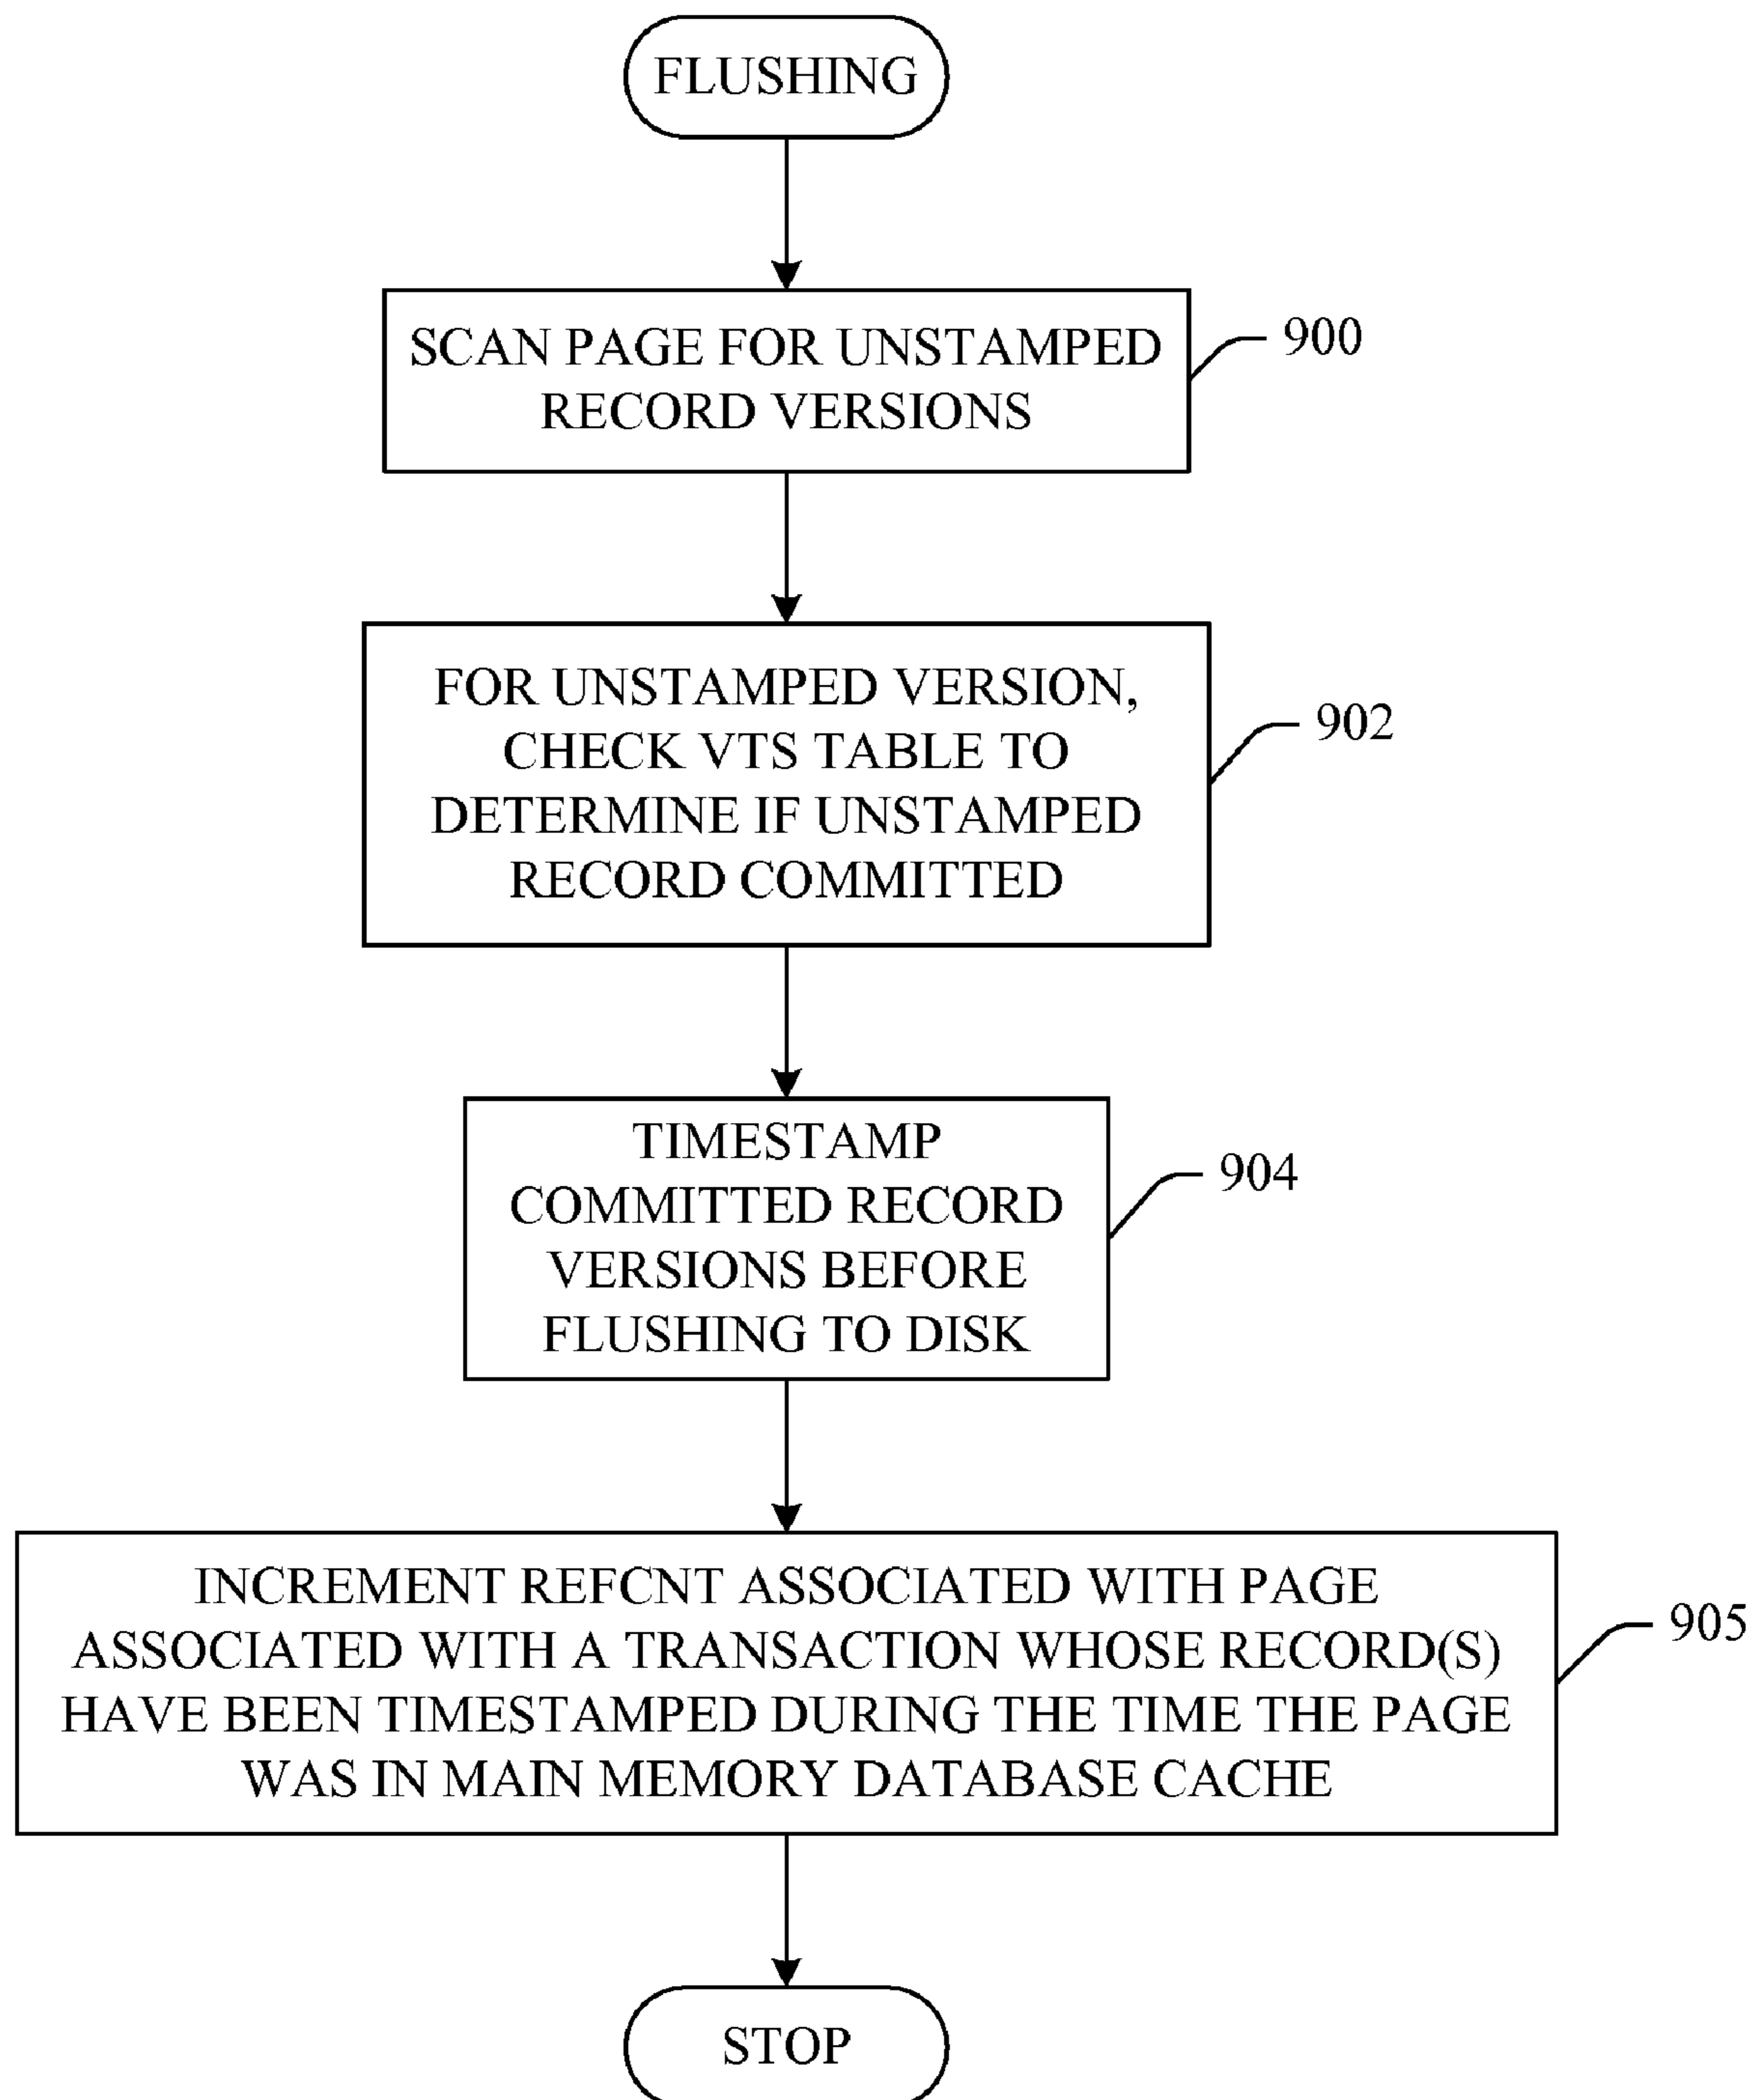 FLUSHING
SCAN PAGE FOR UNSTAMPED
RECORD VERSIONS
900
FOR UNSTAMPED VERSION,
CHECK VTS TABLE TO
DETERMINE IF UNSTAMPED
RECORD COMMITTED
902
TIMESTAMP
COMMITTED RECORD
VERSIONS BEFORE
FLUSHING TO DISK
904
INCREMENT REFCNT ASSOCIATED WITH PAGE
ASSOCIATED WITH A TRANSACTION WHOSE RECORD(S)
HAVE BEEN TIMESTAMPED DURING THE TIME THE PAGE
WAS IN MAIN MEMORY DATABASE CACHE
905
STOP